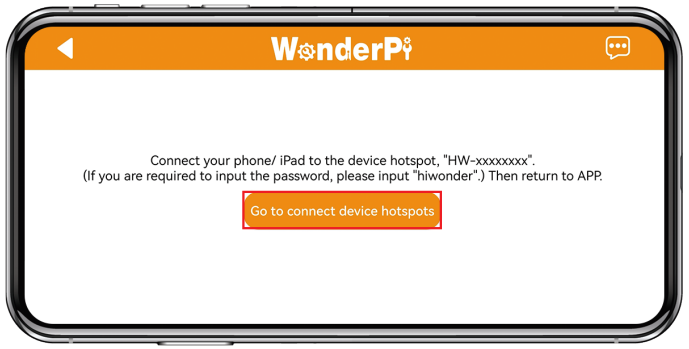 WonderPi
Connect your phone/ iPad to the device hotspot, "HW-xxxxxxxx".
(If you are required to input the password, please input "hiwonder".) Then return to APP.
Go to connect device hotspots